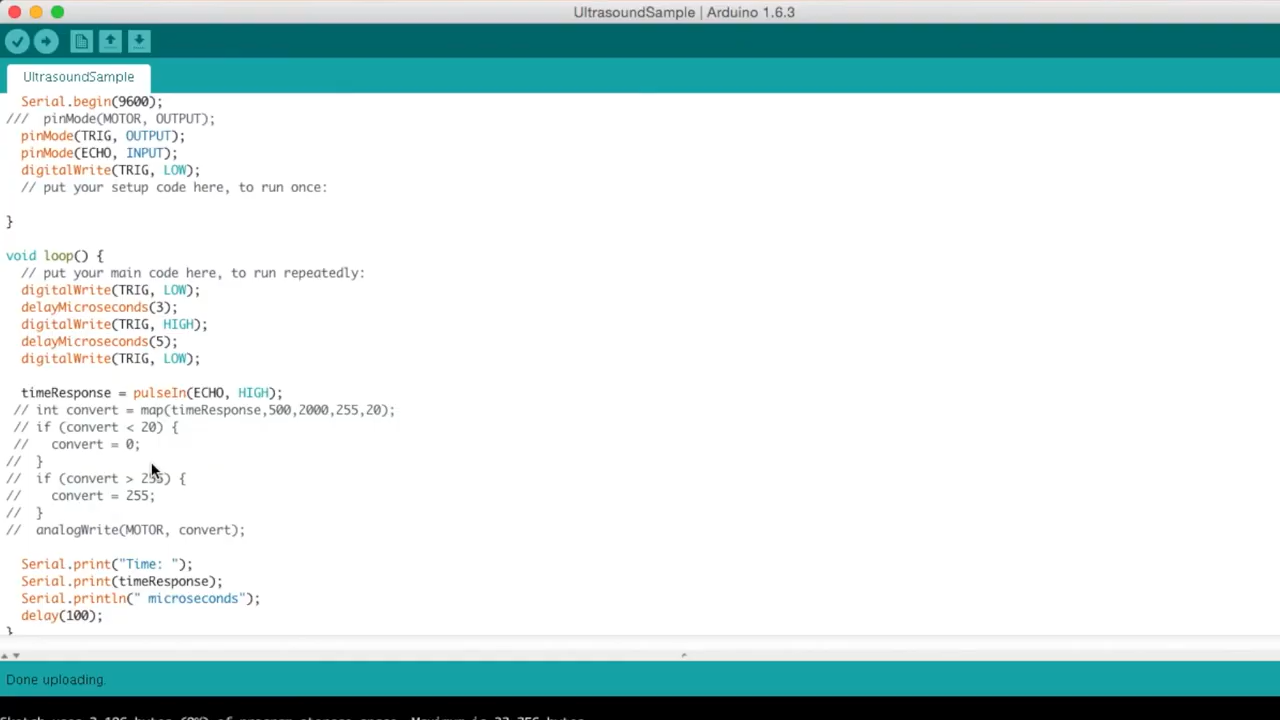 UltrasoundSample | Arduino 1.6.3
UltrasoundSample
Serial.begin(9600);
///  pinMode(MOTOR, OUTPUT);
pinMode(TRIG, OUTPUT);
pinMode(ECHO, INPUT);
digitalWrite(TRIG, LOW);
// put your setup code here, to run once:
}
void loop() {
// put your main code here, to run repeatedly:
digitalWrite(TRIG, LOW);
delayMicroseconds(3);
digitalWrite(TRIG, HIGH);
delayMicroseconds(5);
digitalWrite(TRIG, LOW);
timeResponse = pulseIn(ECHO, HIGH);
// int convert = map(timeResponse,500,2000,255,20);
// if (convert < 20) {
//   convert = 0;
//  }
//  if (convert > 255) {
//    convert = 255;
//  }
//  analogWrite(MOTOR, convert);
Serial.print("Time: ");
Serial.print(timeResponse);
Serial.println(" microseconds");
delay(100);
}
Done uploading.